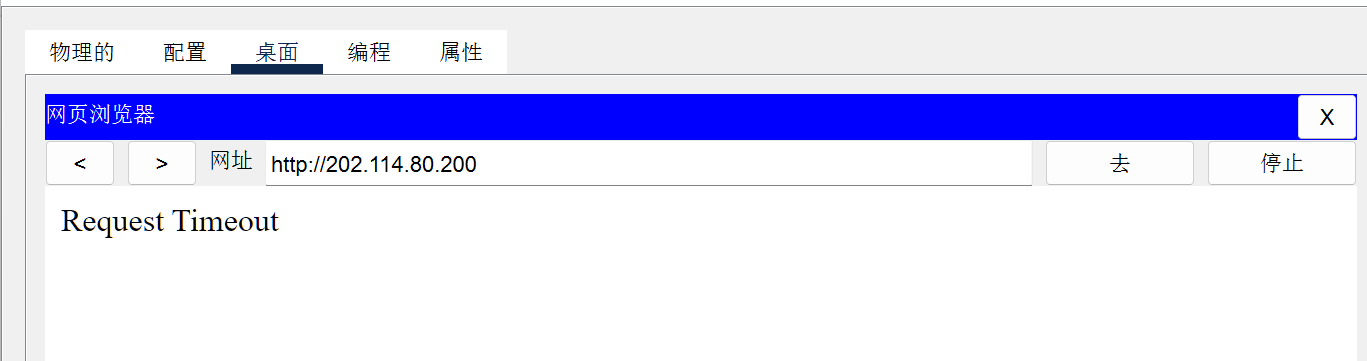 物理的 配置 桌面 编程 属性
网页浏览器 X
< > 网址 http://202.114.80.200 去 停止
Request Timeout